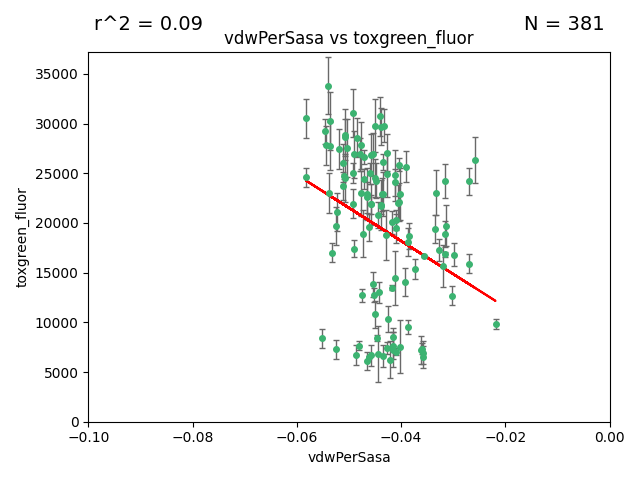 r^2 = 0.09
N = 381
vdwPerSasa vs toxgreen_fluor
35000
30000
25000
20000
15000
10000
5000
0
toxgreen_fluor
−0.10
−0.08
−0.06
−0.04
−0.02
0.00
vdwPerSasa